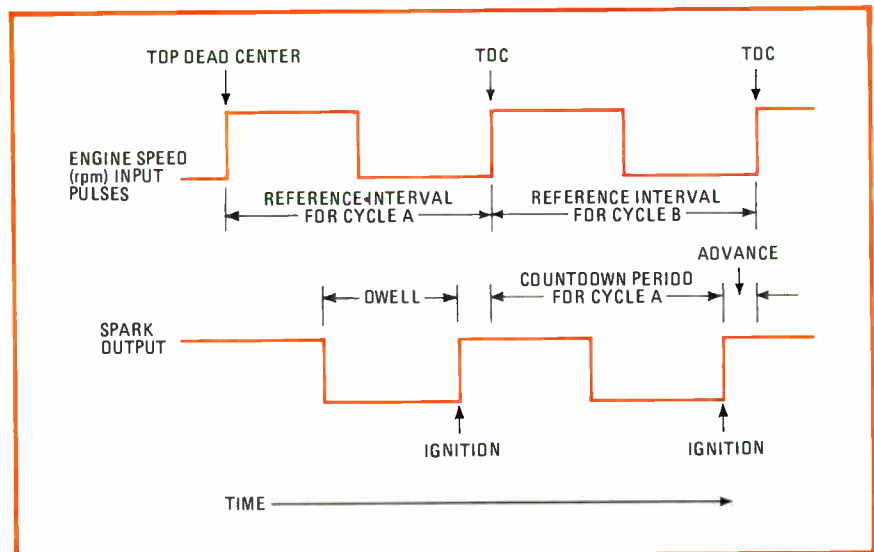 TOP DEAD CENTER
TDC
TDC
ENGINE SPEED
(rpm) INPUT
PULSES
REFERENCE INTERVAL
FOR CYCLE A
REFERENCE INTERVAL
FOR CYCLE B
ADVANCE
DWELL
COUNTDOWN PERIOD
FOR CYCLE A
SPARK
OUTPUT
IGNITION
IGNITION
TIME